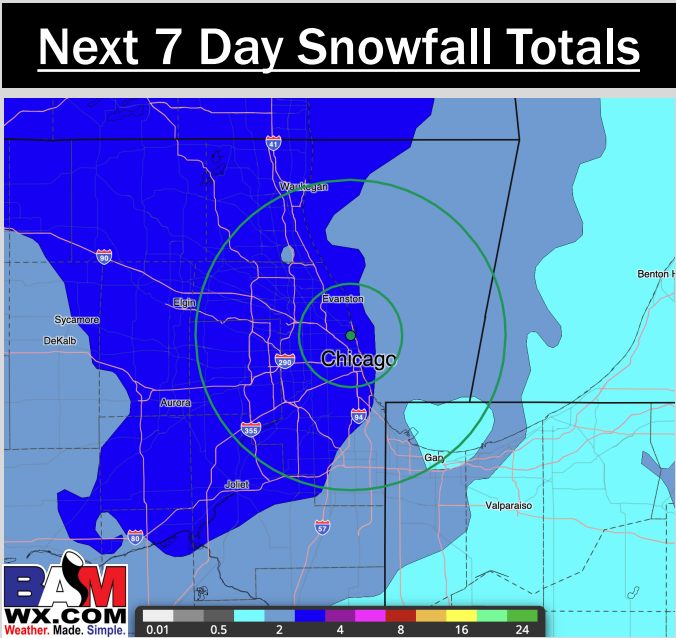 Next 7 Day Snowfall Totals
41
Waukegan
90
Benton H
Elgin
Evanston
Sycamore
DeKalb
Chicago
290
Aurora
94
355
Gary
Joliet
Valparaiso
57
80
BAM
WX.COM
Weather. Made. Simple.
0.01 0.5 2 4 8 16 24